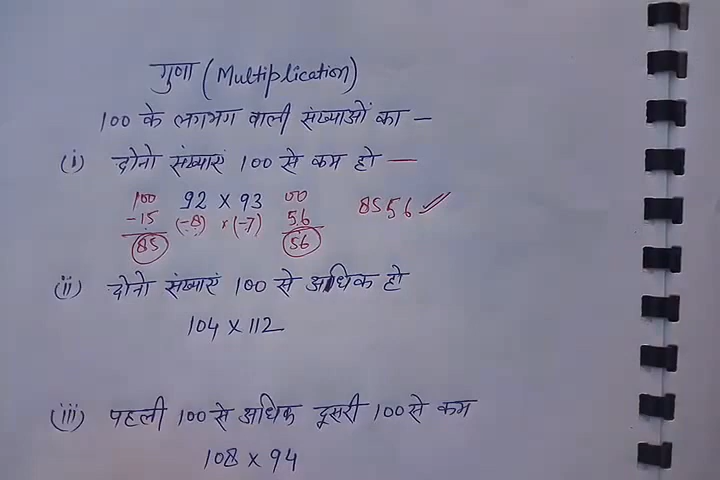 गुणा (Multiplication)
100 के लगभग वाली संख्याओं का —
(i) दोनो संख्याएं 100 से कम हो —
100 92 x 93 00 8556
-15 (-8) x (-7) 56
85 56
(ii) दोनो संख्याएं 100 से अधिक हो
104 x 112
(iii) पहली 100 से अधिक दूसरी 100 से कम
108 x 94